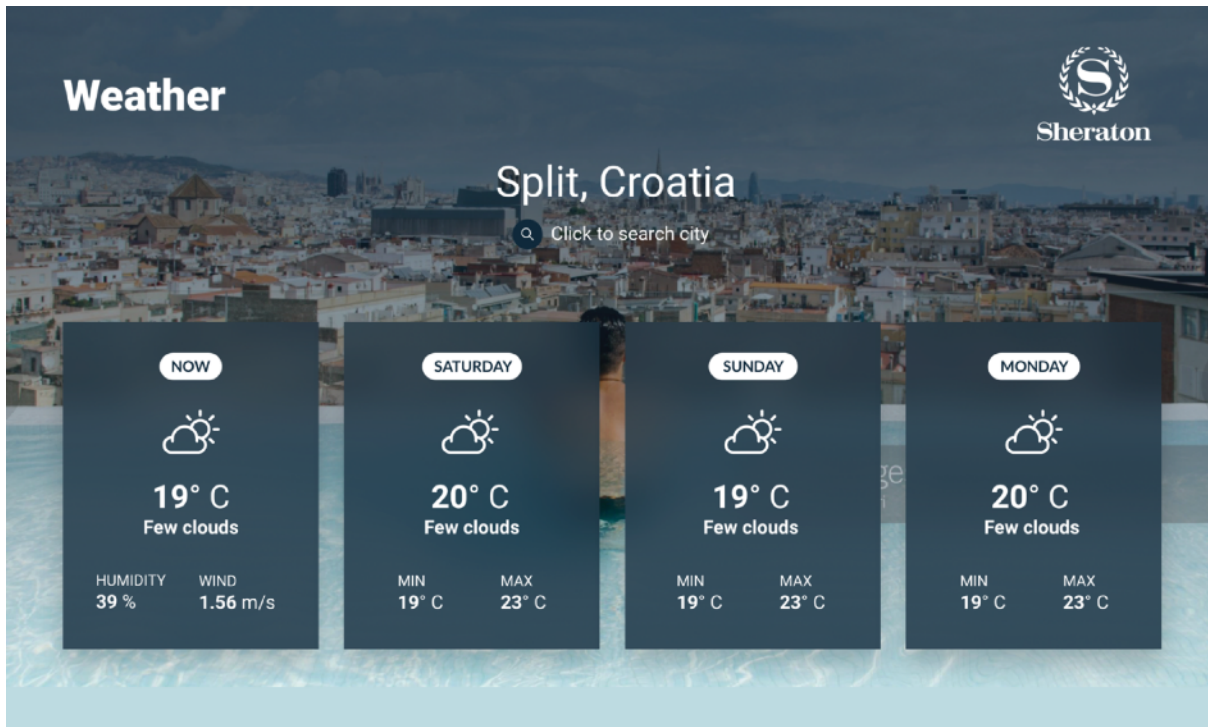 Weather
S
Sheraton
Split, Croatia
Click to search city
NOW
19° C
Few clouds
HUMIDITY WIND
39 % 1.56 m/s
SATURDAY
20° C
Few clouds
MIN MAX
19° C 23° C
SUNDAY
19° C
Few clouds
MIN MAX
19° C 23° C
MONDAY
20° C
Few clouds
MIN MAX
19° C 23° C